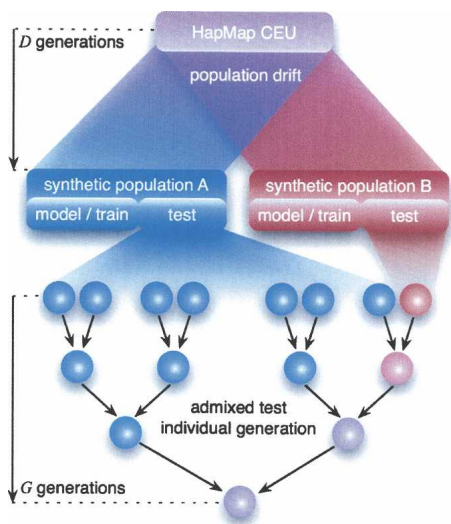 HapMap CEU
D generations
population drift
synthetic population A
model / train
test
synthetic population B
model / train
test
admixed test
individual generation
G generations